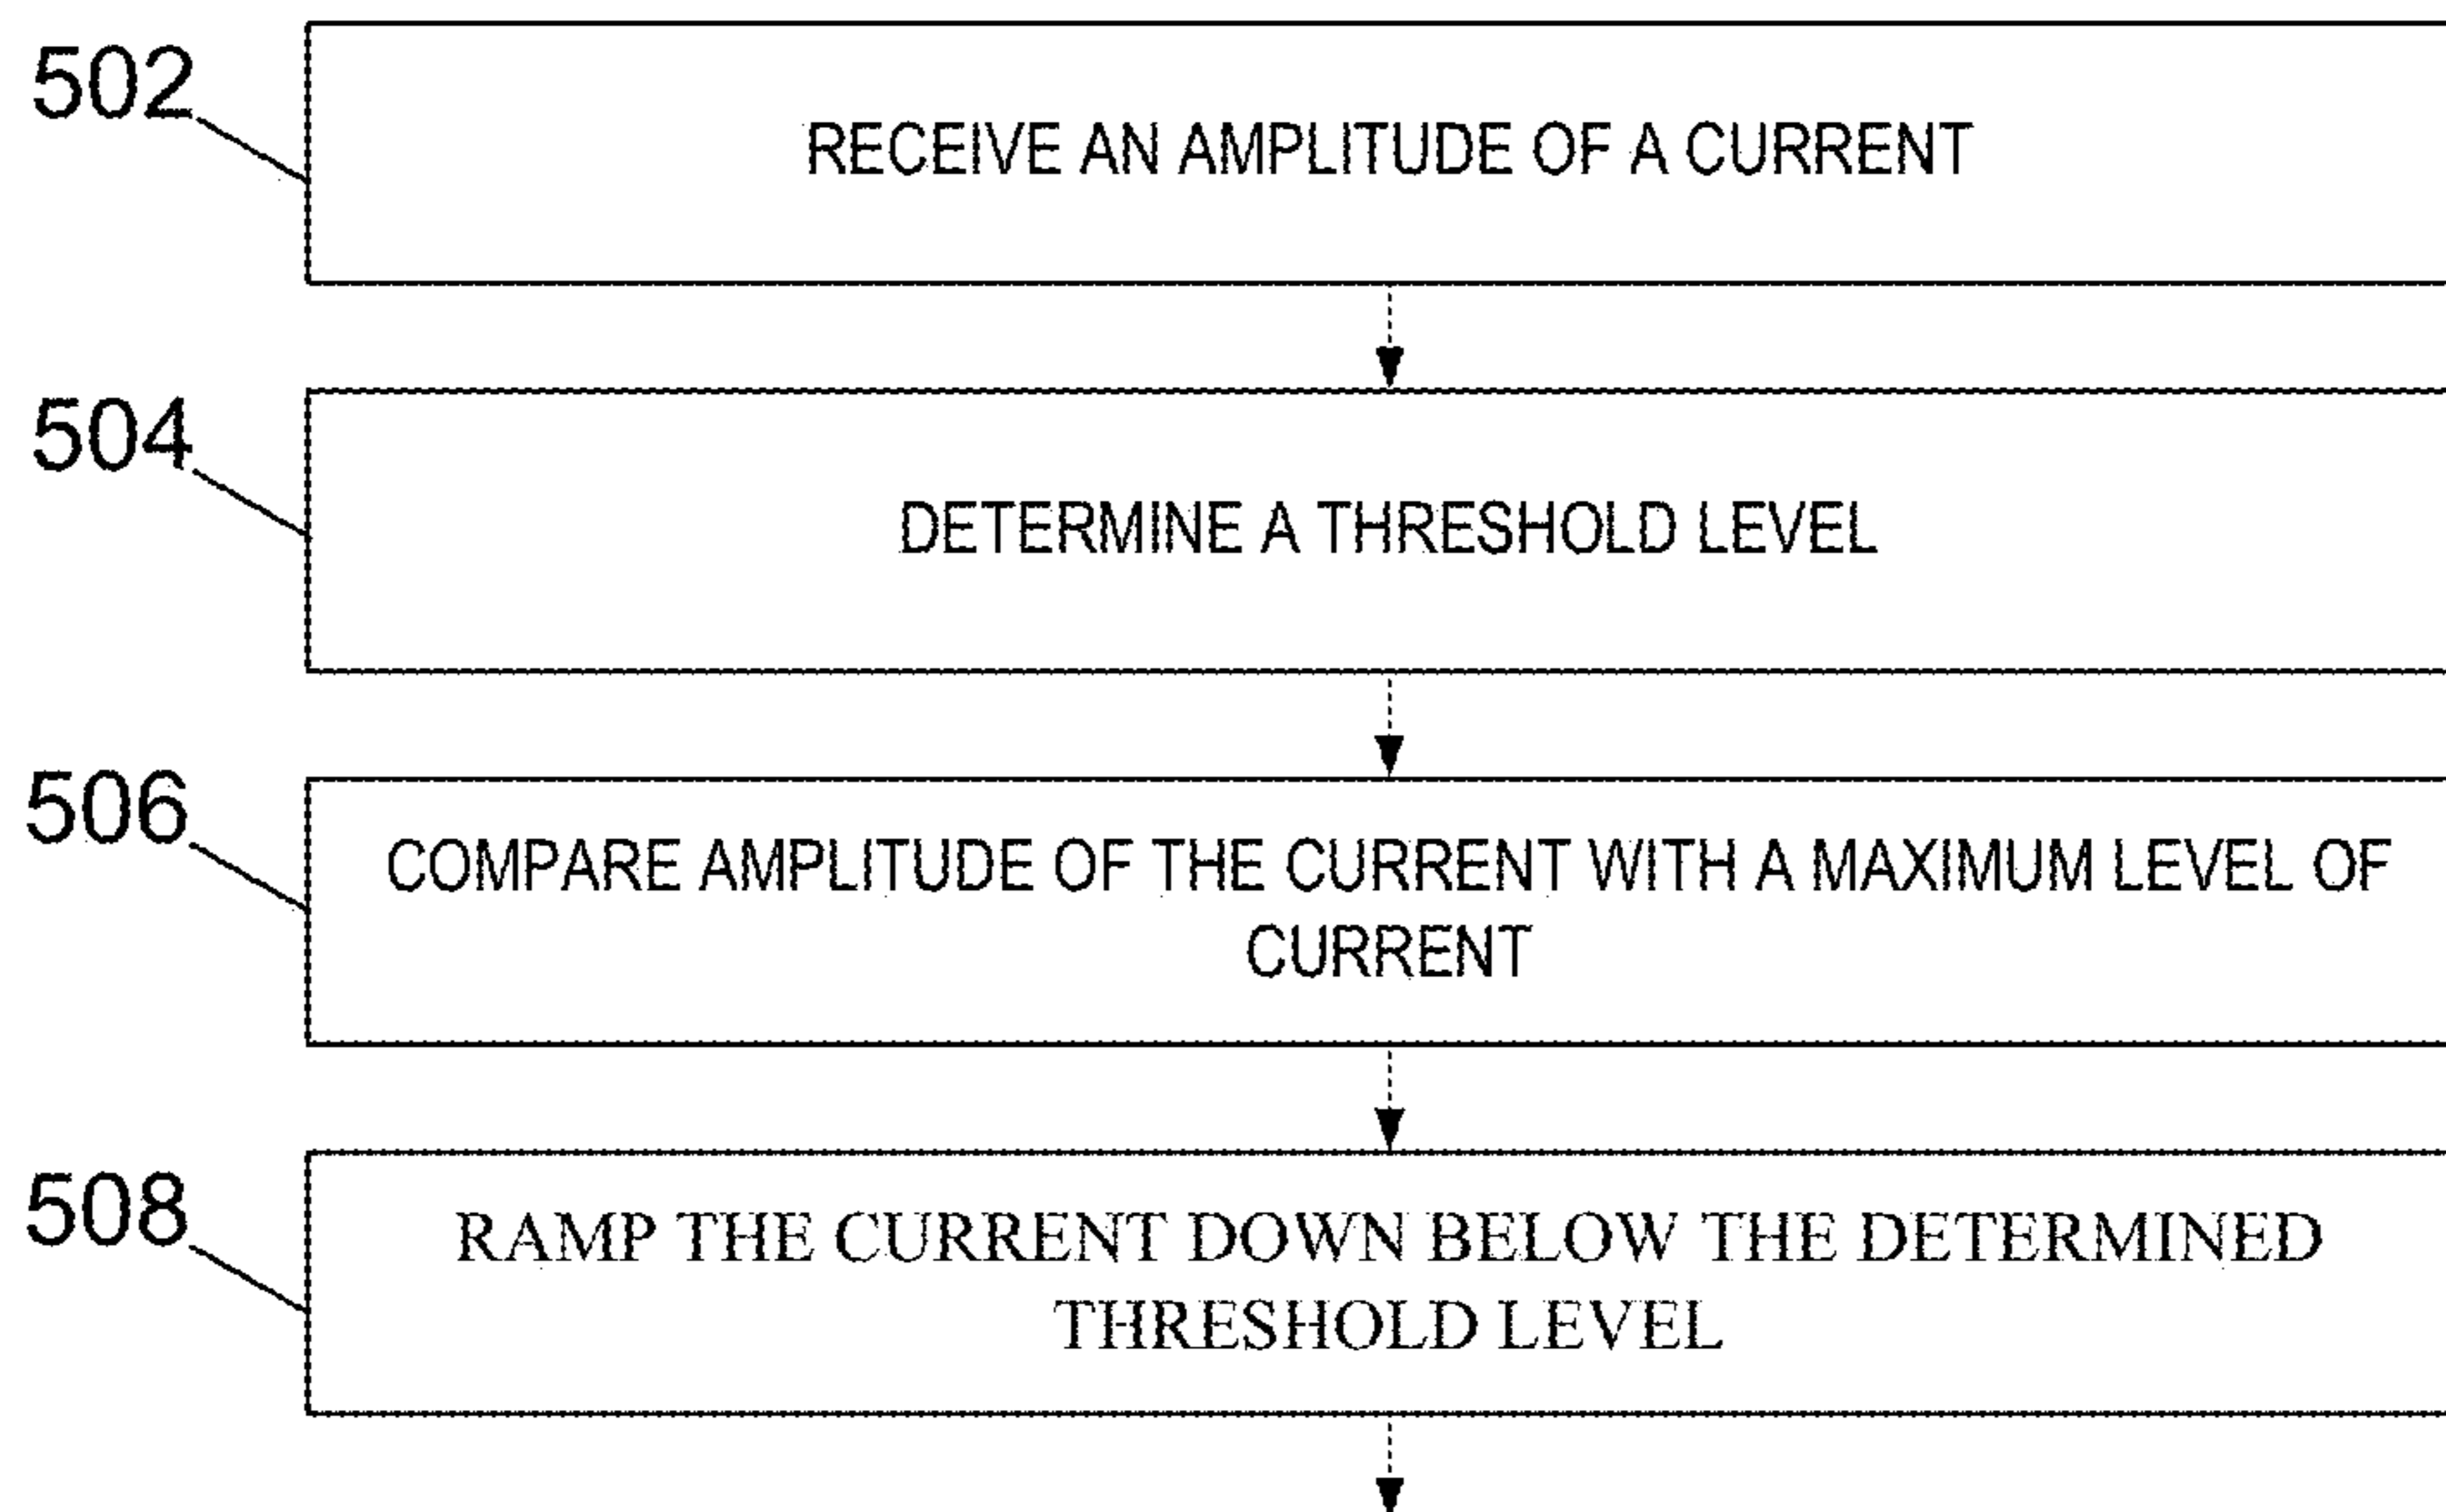 502
RECEIVE AN AMPLITUDE OF A CURRENT
504
DETERMINE A THRESHOLD LEVEL
506
COMPARE AMPLITUDE OF THE CURRENT WITH A MAXIMUM LEVEL OF
CURRENT
508
RAMP THE CURRENT DOWN BELOW THE DETERMINED
THRESHOLD LEVEL